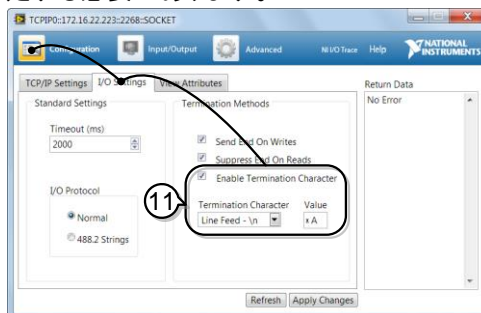 TCPIP0::172.16.22.223::2268::SOCKET
Configuration Input/Output Advanced NI I/O Trace Help NATIONAL INSTRUMENTS
TCP/IP Settings I/O Settings View Attributes
Return Data
No Error
Standard Settings
Timeout (ms)
2000
I/O Protocol
Normal
488.2 Strings
Termination Methods
Send End On Writes
Suppress End On Reads
Enable Termination Character
⑪
Termination Character Value
Line Feed - \n x A
Refresh Apply Changes